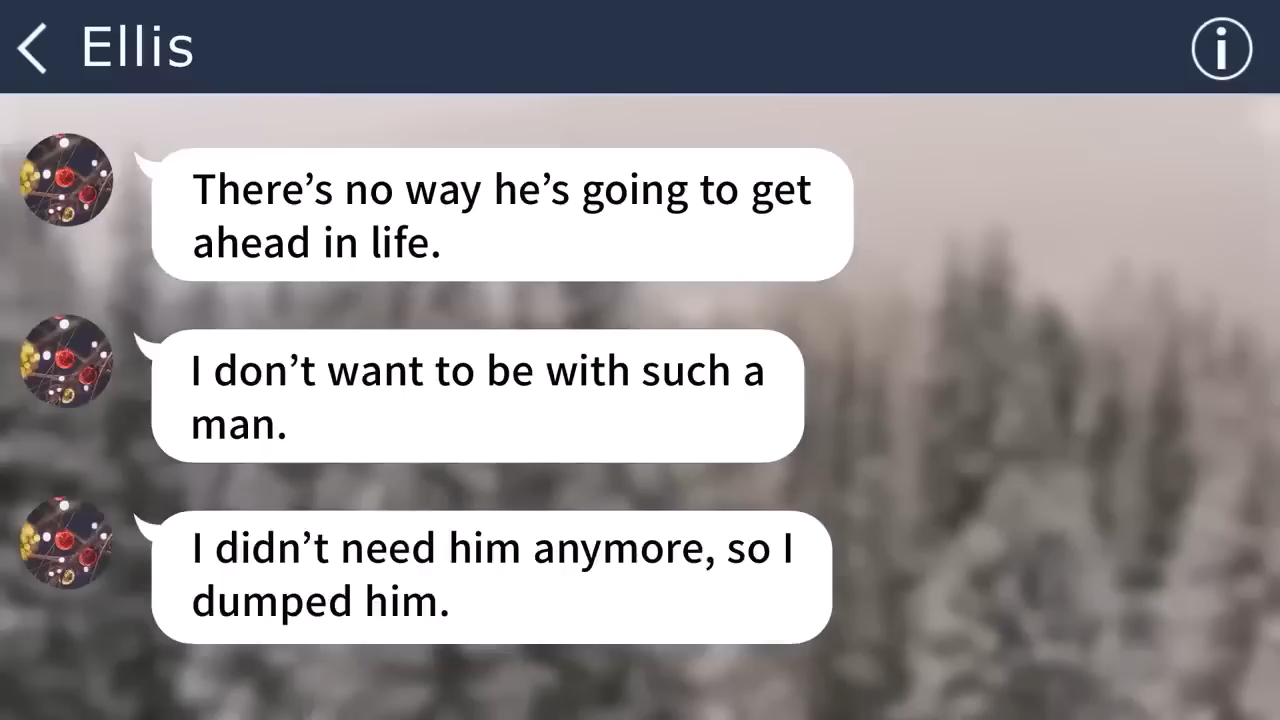 Ellis
There’s no way he’s going to get
ahead in life.
I don’t want to be with such a
man.
I didn’t need him anymore, so I
dumped him.